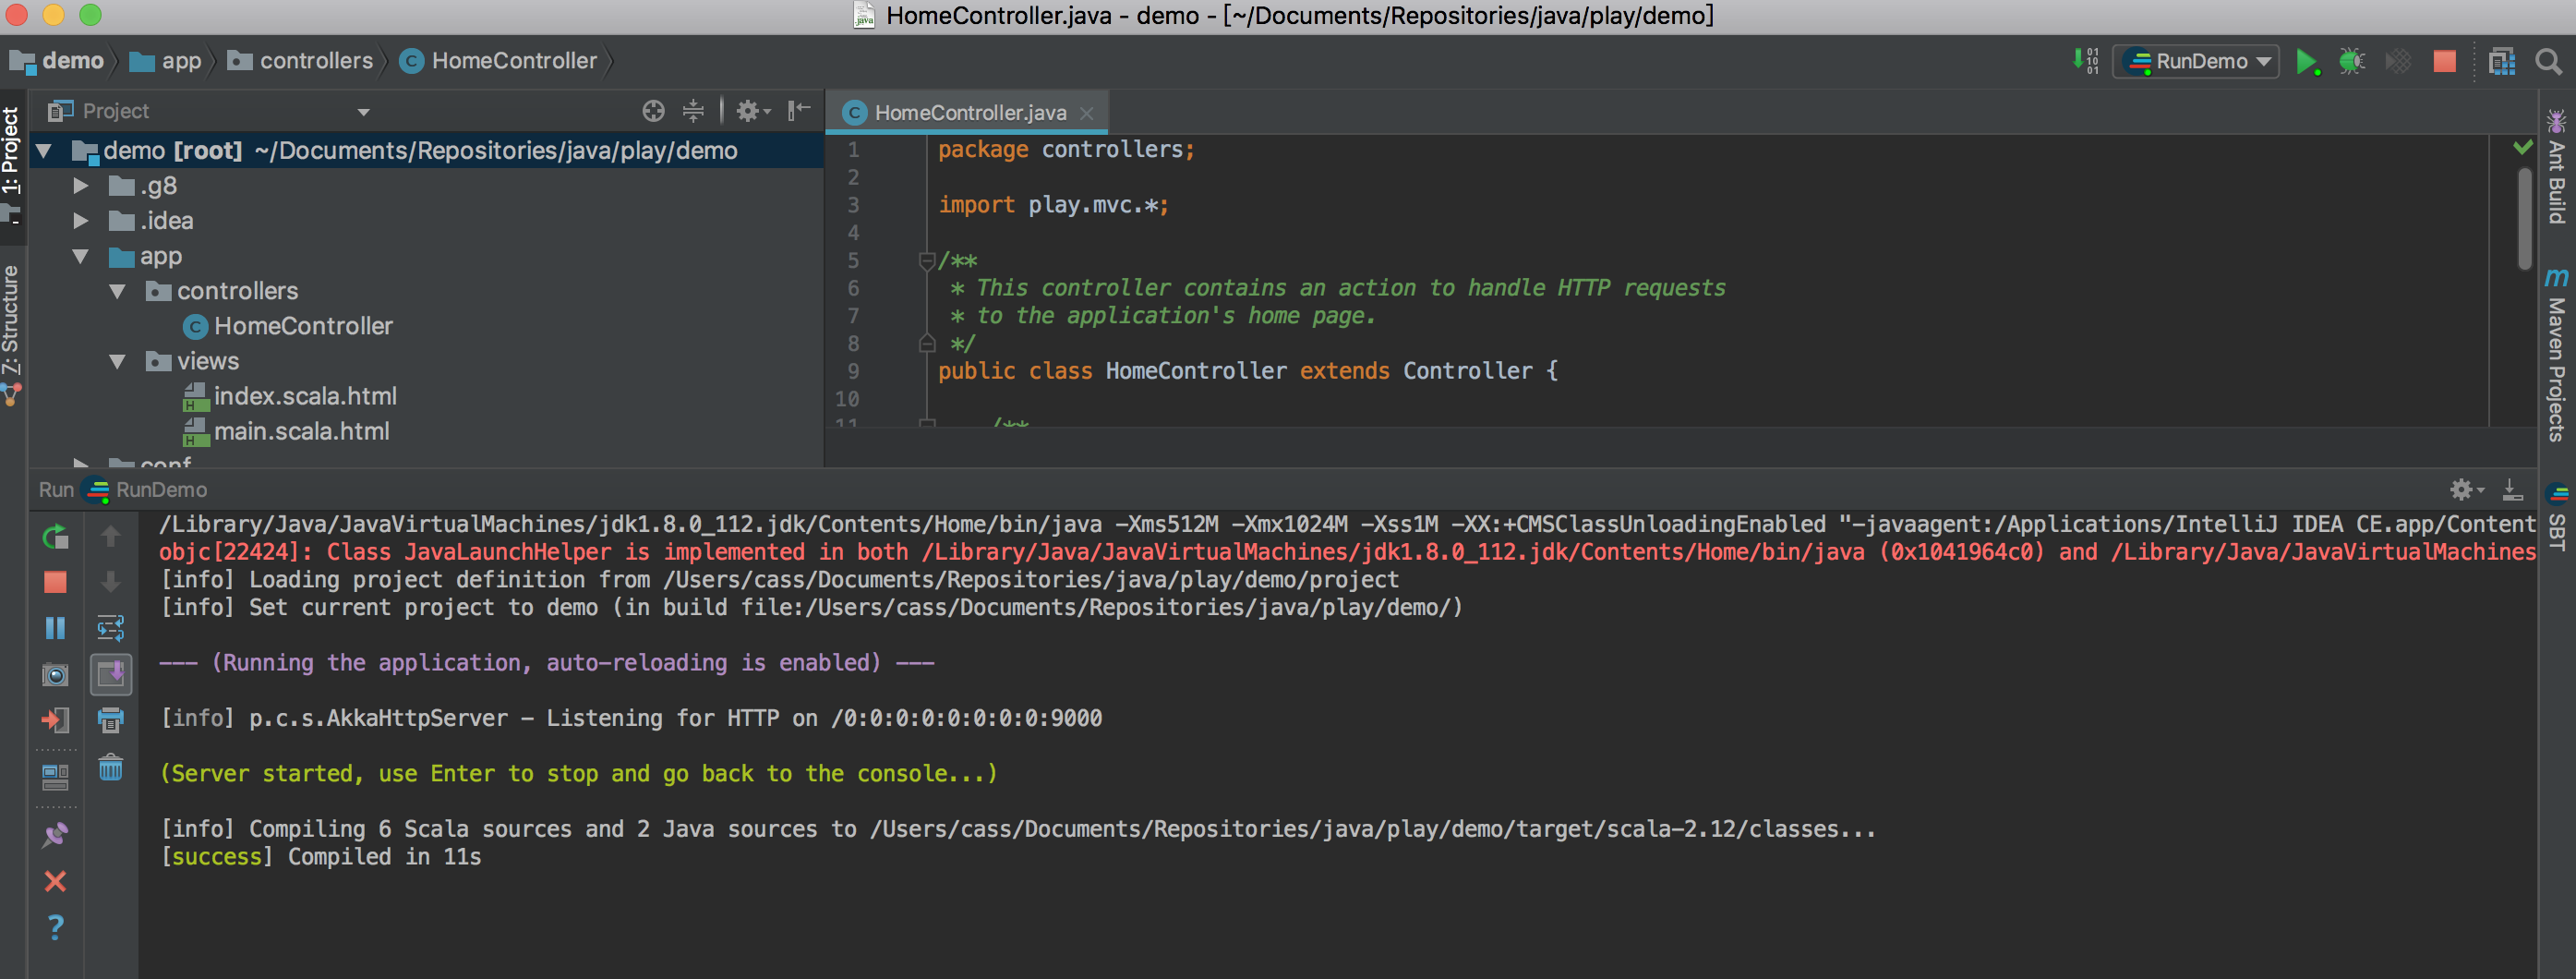 HomeController.java - demo - [~/Documents/Repositories/java/play/demo]
demo app controllers HomeController
RunDemo
Project
HomeController.java
1: Project
Z: Structure
demo [root] ~/Documents/Repositories/java/play/demo
.g8
.idea
app
controllers
HomeController
views
index.scala.html
main.scala.html
conf
1 package controllers;
2
3 import play.mvc.*;
4
5 /**
6 * This controller contains an action to handle HTTP requests
7 * to the application's home page.
8 */
9 public class HomeController extends Controller {
10
11 /**
Ant Build
Maven Projects
SBT
Run RunDemo
/Library/Java/JavaVirtualMachines/jdk1.8.0_112.jdk/Contents/Home/bin/java -Xms512M -Xmx1024M -Xss1M -XX:+CMSClassUnloadingEnabled "-javaagent:/Applications/IntelliJ IDEA CE.app/Content
objc[22424]: Class JavaLaunchHelper is implemented in both /Library/Java/JavaVirtualMachines/jdk1.8.0_112.jdk/Contents/Home/bin/java (0x1041964c0) and /Library/Java/JavaVirtualMachines
[info] Loading project definition from /Users/cass/Documents/Repositories/java/play/demo/project
[info] Set current project to demo (in build file:/Users/cass/Documents/Repositories/java/play/demo/)
--- (Running the application, auto-reloading is enabled) ---
[info] p.c.s.AkkaHttpServer - Listening for HTTP on /0:0:0:0:0:0:0:0:9000
(Server started, use Enter to stop and go back to the console...)
[info] Compiling 6 Scala sources and 2 Java sources to /Users/cass/Documents/Repositories/java/play/demo/target/scala-2.12/classes...
[success] Compiled in 11s